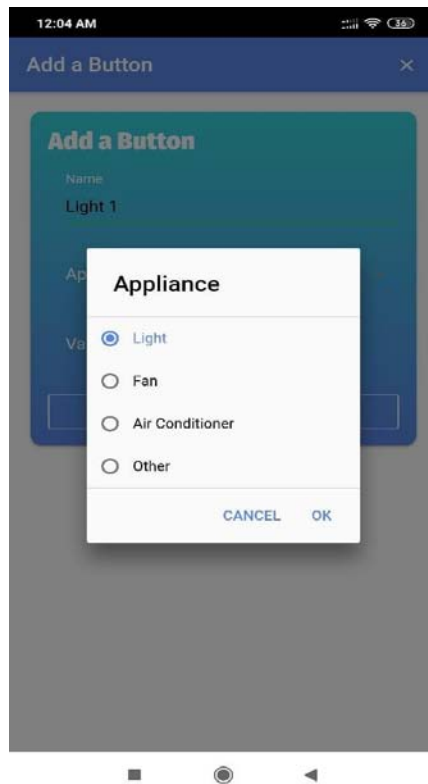 12:04 AM
36
Add a Button
×
Add a Button
Name
Light 1
Ap
Appliance
Va
Light
Fan
Air Conditioner
Other
CANCEL OK